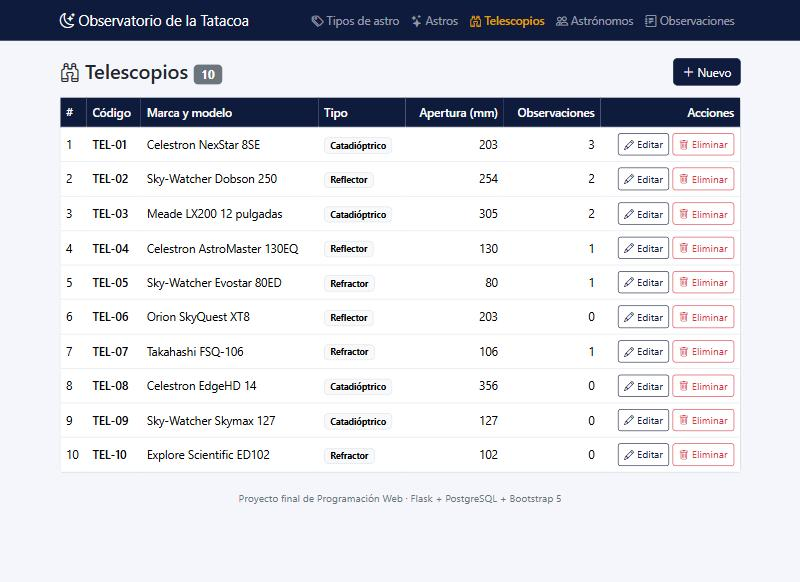 Observatorio de la Tatacoa Tipos de astro Astros Telescopios Astrónomos Observaciones
Telescopios 10 + Nuevo
# Código Marca y modelo Tipo Apertura (mm) Observaciones Acciones
1 TEL-01 Celestron NexStar 8SE Catadióptrico 203 3 Editar Eliminar
2 TEL-02 Sky-Watcher Dobson 250 Reflector 254 2 Editar Eliminar
3 TEL-03 Meade LX200 12 pulgadas Catadióptrico 305 2 Editar Eliminar
4 TEL-04 Celestron AstroMaster 130EQ Reflector 130 1 Editar Eliminar
5 TEL-05 Sky-Watcher Evostar 80ED Refractor 80 1 Editar Eliminar
6 TEL-06 Orion SkyQuest XT8 Reflector 203 0 Editar Eliminar
7 TEL-07 Takahashi FSQ-106 Refractor 106 1 Editar Eliminar
8 TEL-08 Celestron EdgeHD 14 Catadióptrico 356 0 Editar Eliminar
9 TEL-09 Sky-Watcher Skymax 127 Catadióptrico 127 0 Editar Eliminar
10 TEL-10 Explore Scientific ED102 Refractor 102 0 Editar Eliminar
Proyecto final de Programación Web · Flask + PostgreSQL + Bootstrap 5